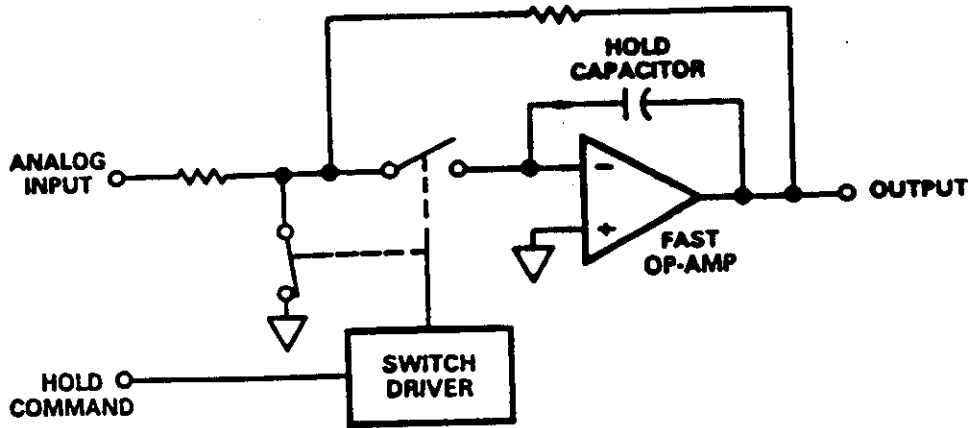 HOLD
CAPACITOR
ANALOG
INPUT
−
+
OUTPUT
FAST
OP-AMP
SWITCH
DRIVER
HOLD
COMMAND